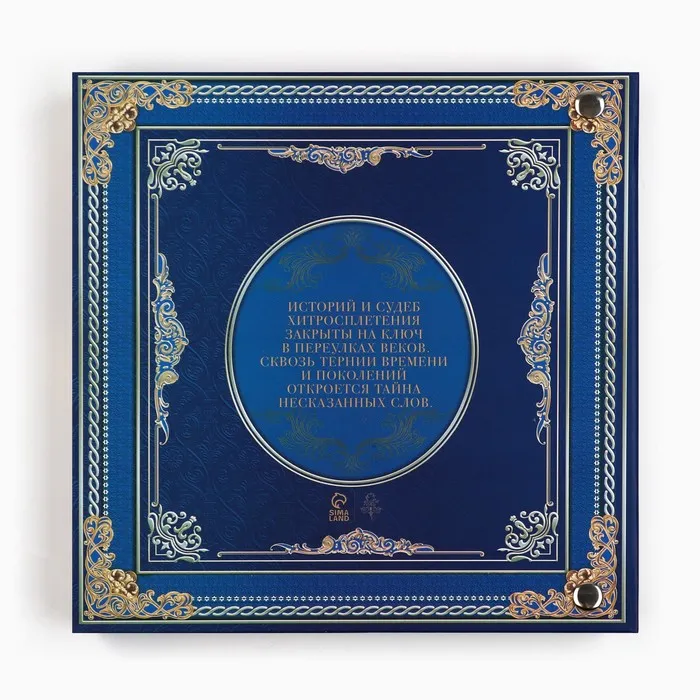 ИСТОРИЙ И СУДЕБ
ХИТРОСПЛЕТЕНИЯ
ЗАКРЫТЫ НА КЛЮЧ
В ПЕРЕУЛКАХ ВЕКОВ.
СКВОЗЬ ТЕРНИИ ВРЕМЕНИ
И ПОКОЛЕНИЙ
ОТКРОЕТСЯ ТАЙНА
НЕСКАЗАННЫХ СЛОВ.
SIMA
LAND